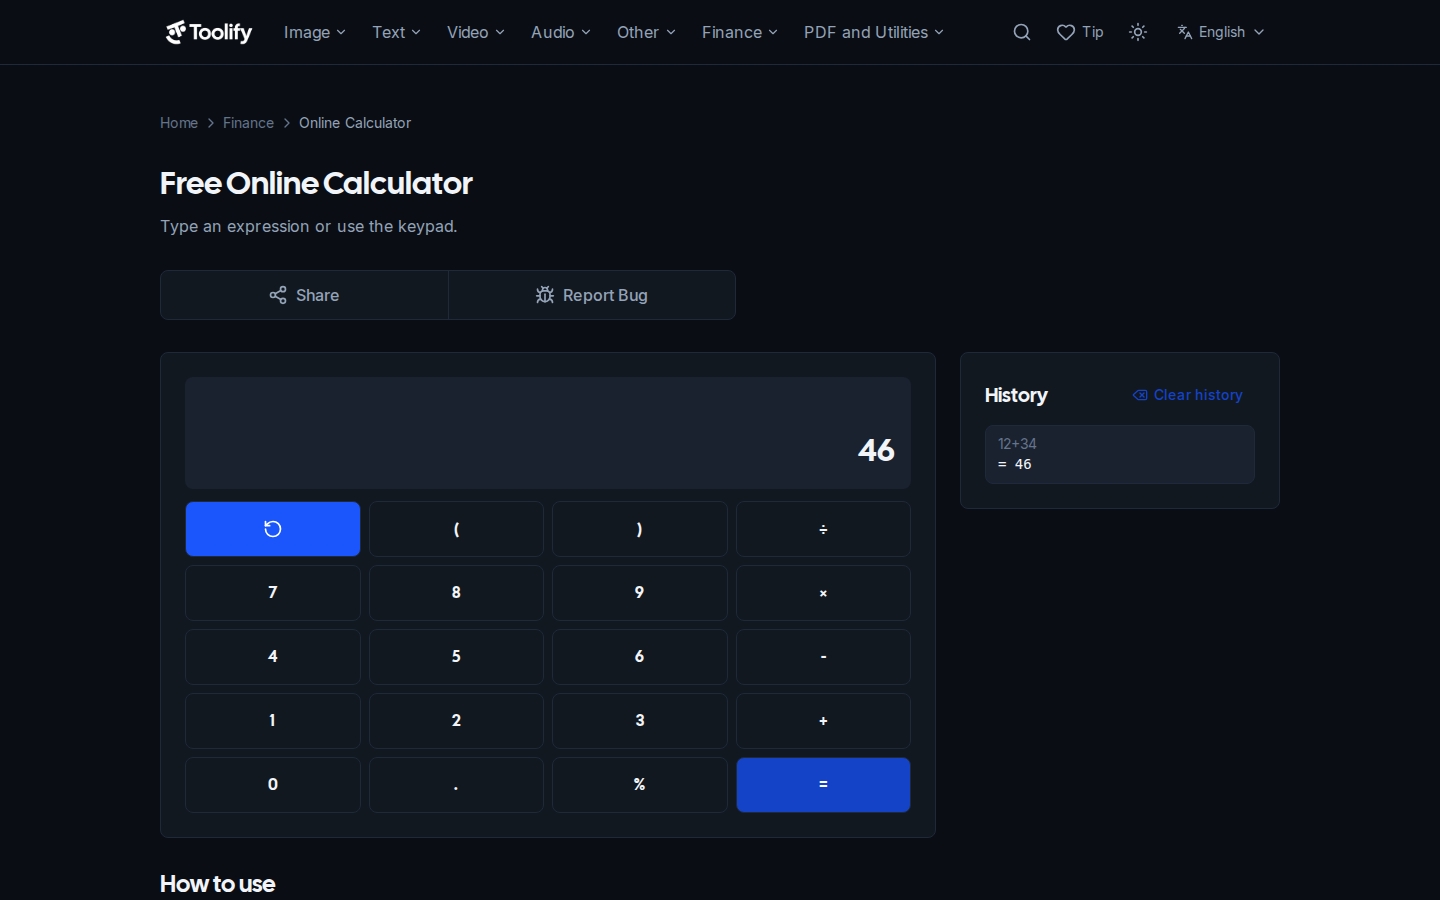 Toolify Image Text Video Audio Other Finance PDF and Utilities Tip English
Home > Finance > Online Calculator
Free Online Calculator
Type an expression or use the keypad.
Share Report Bug
46
( ) ÷
7 8 9 ×
4 5 6 -
1 2 3 +
0 . % =
History Clear history
12+34
= 46
How to use